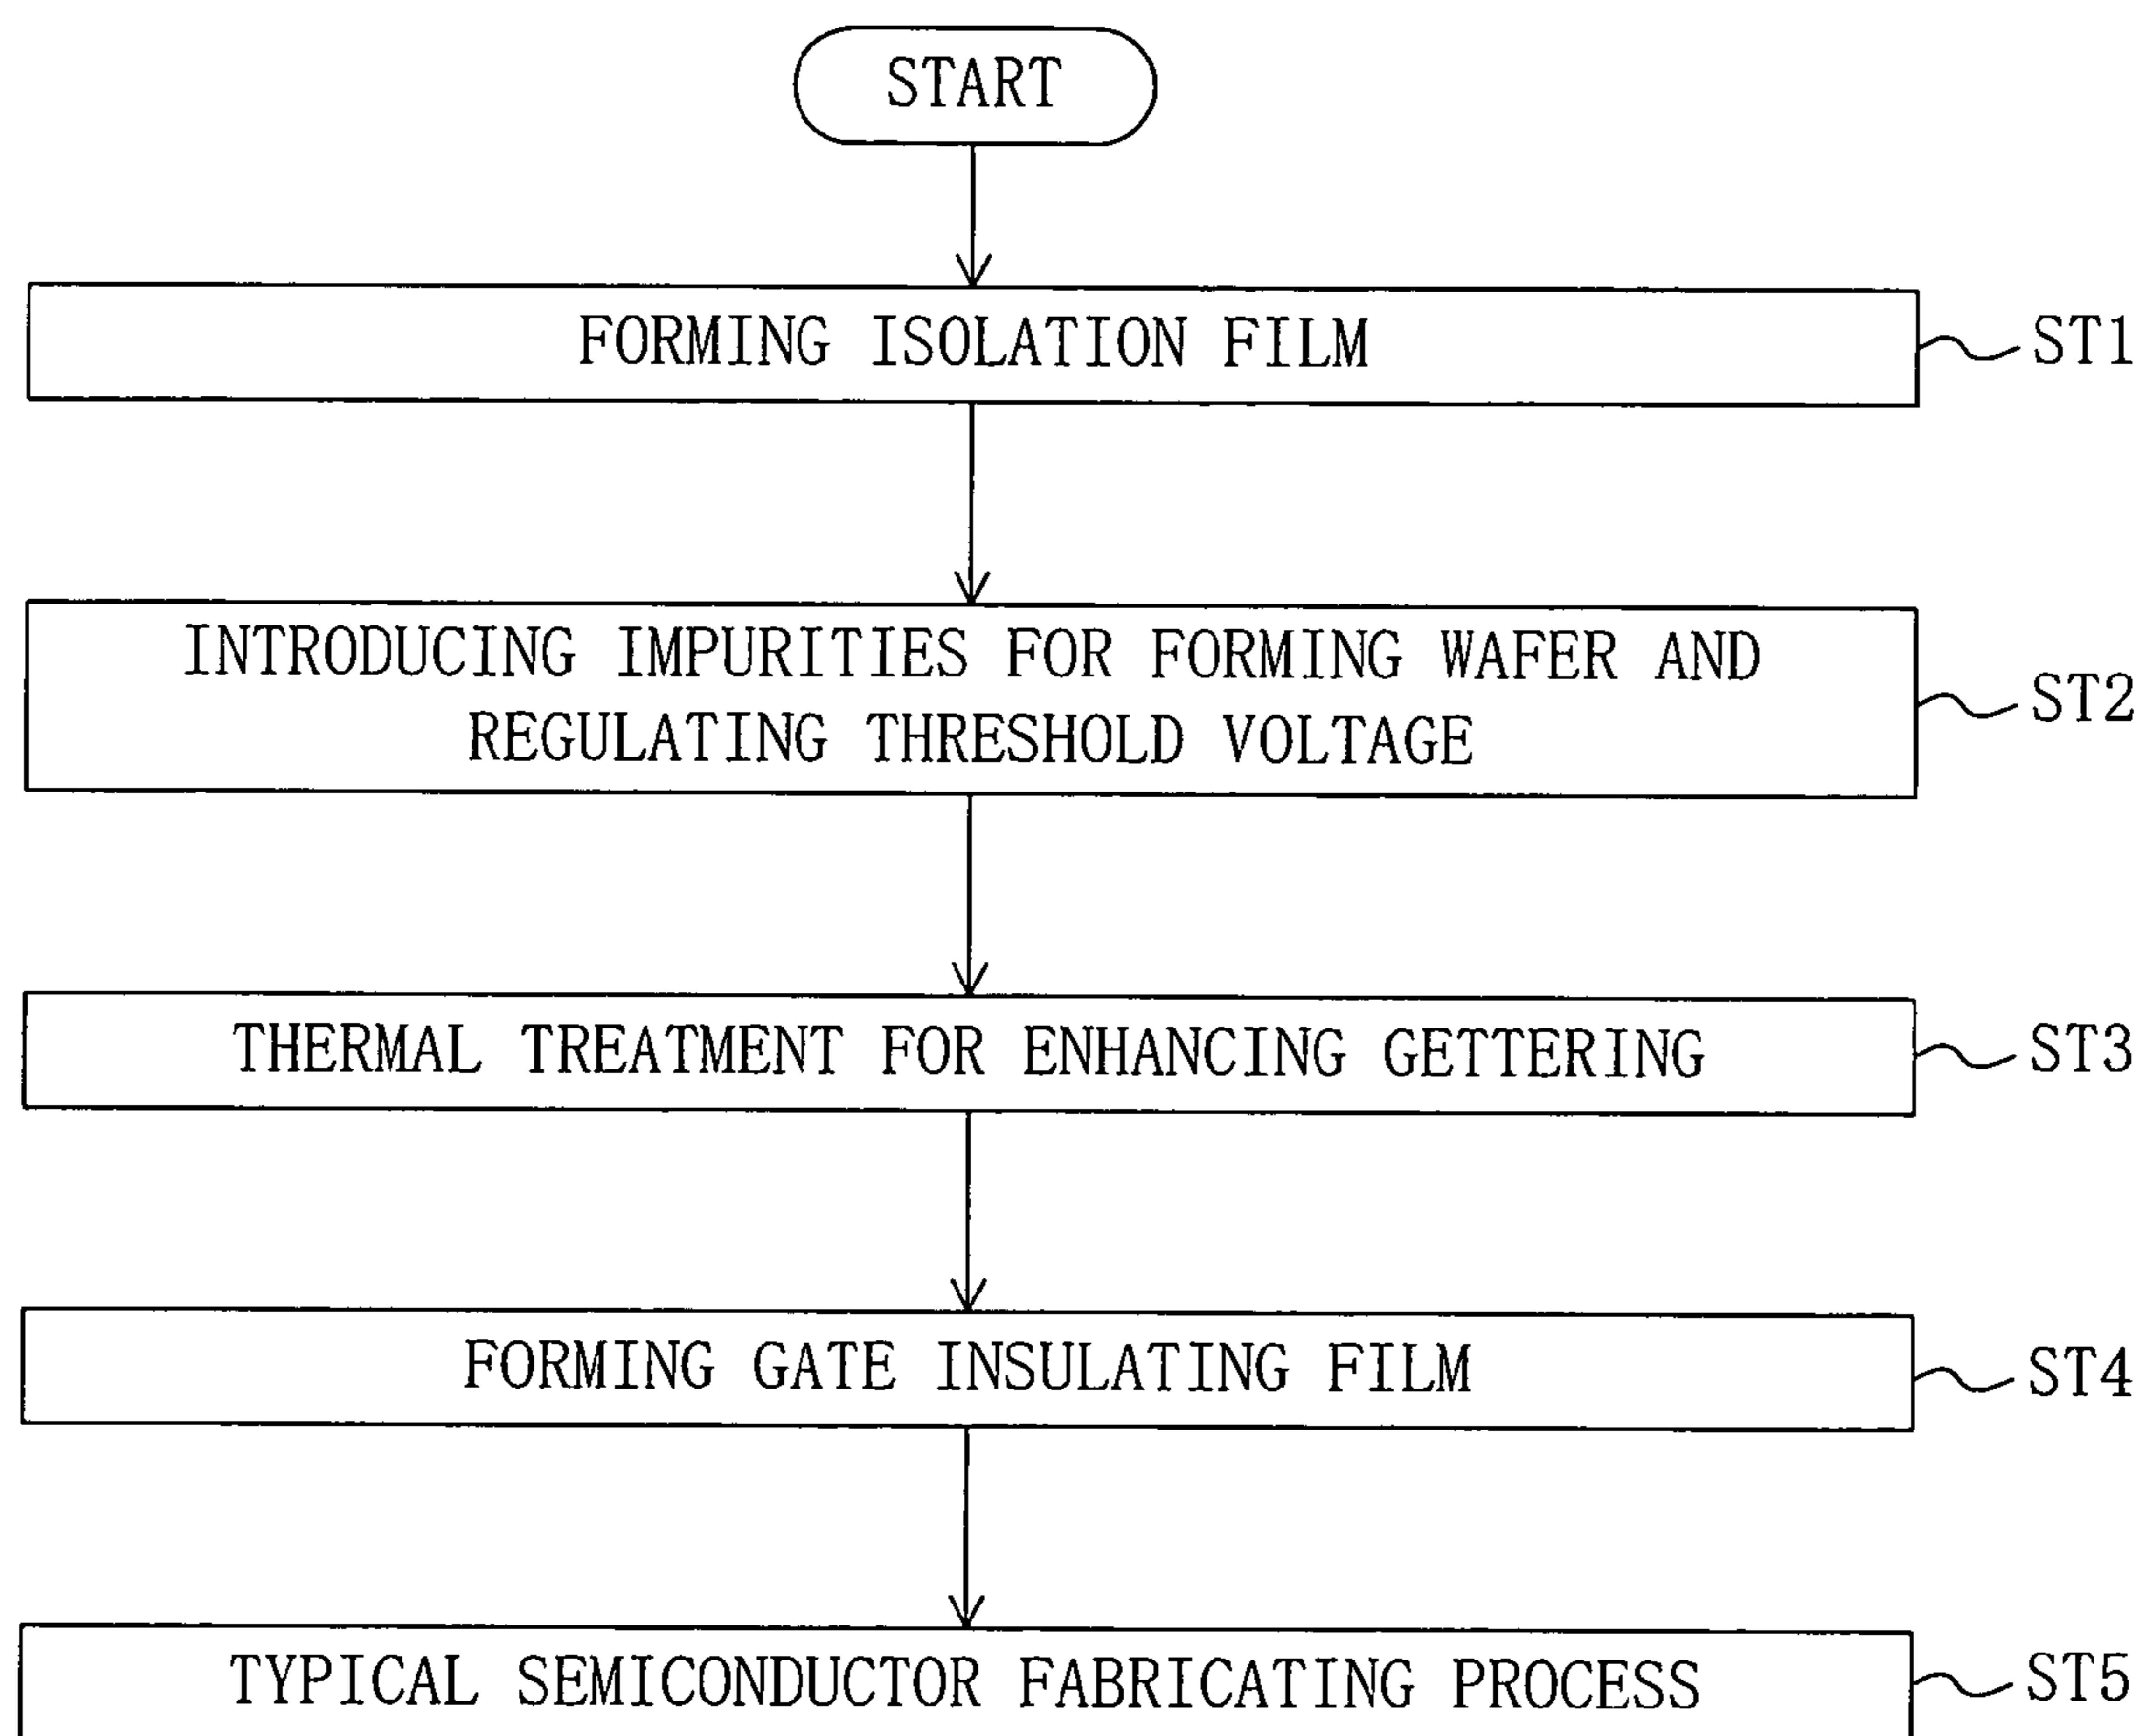 START
FORMING ISOLATION FILM
ST1
INTRODUCING IMPURITIES FOR FORMING WAFER AND
REGULATING THRESHOLD VOLTAGE
ST2
THERMAL TREATMENT FOR ENHANCING GETTERING
ST3
FORMING GATE INSULATING FILM
ST4
TYPICAL SEMICONDUCTOR FABRICATING PROCESS
ST5